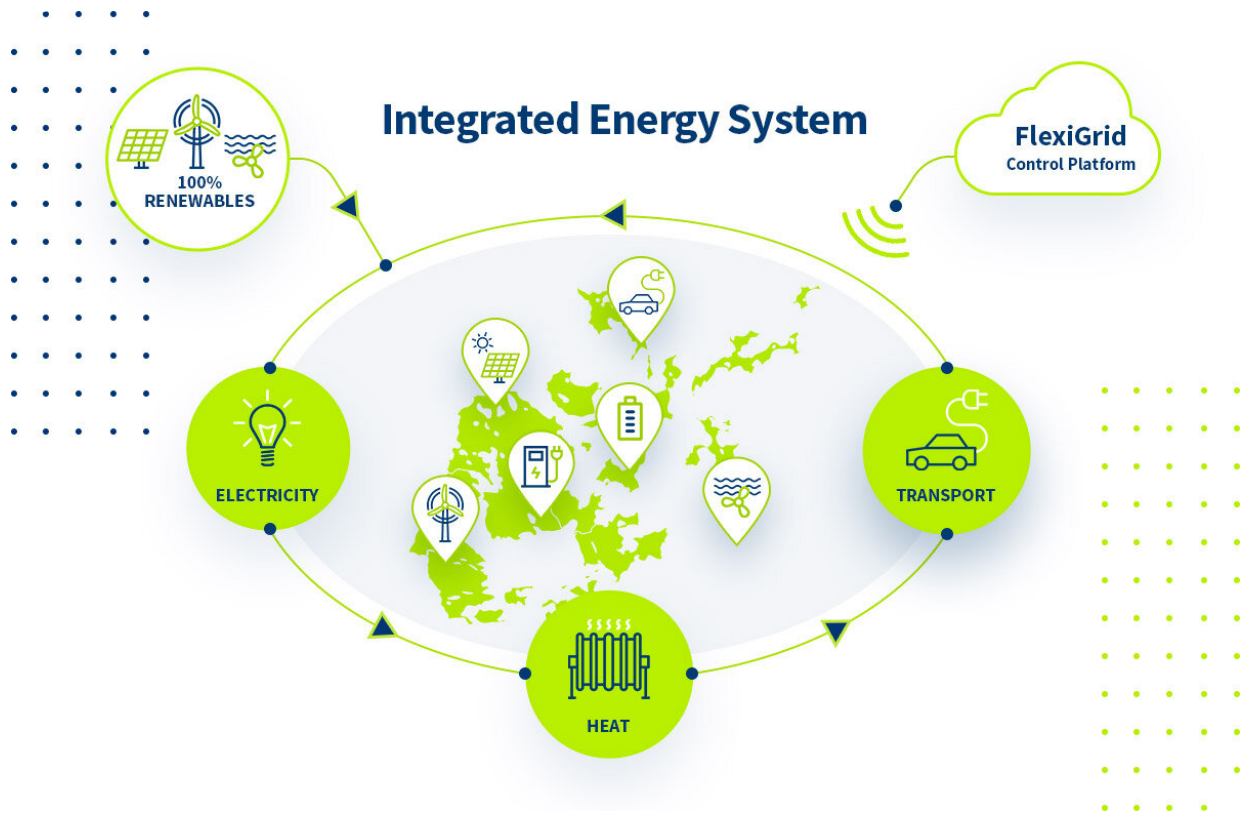 Integrated Energy System
100%
RENEWABLES
FlexiGrid
Control Platform
ELECTRICITY
TRANSPORT
HEAT